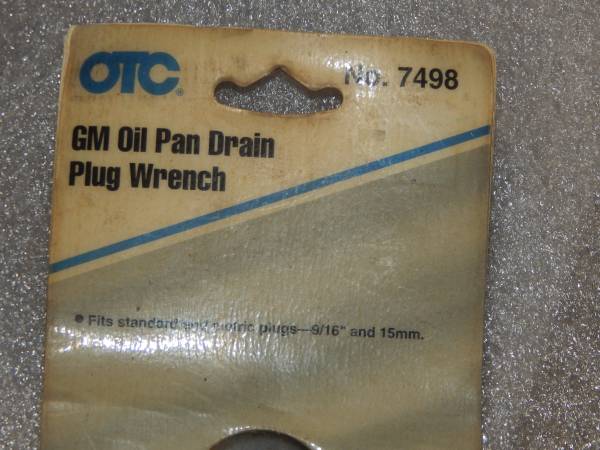 OTC®
No. 7498
GM Oil Pan Drain
Plug Wrench
• Fits standard and metric plugs—9/16" and 15mm.